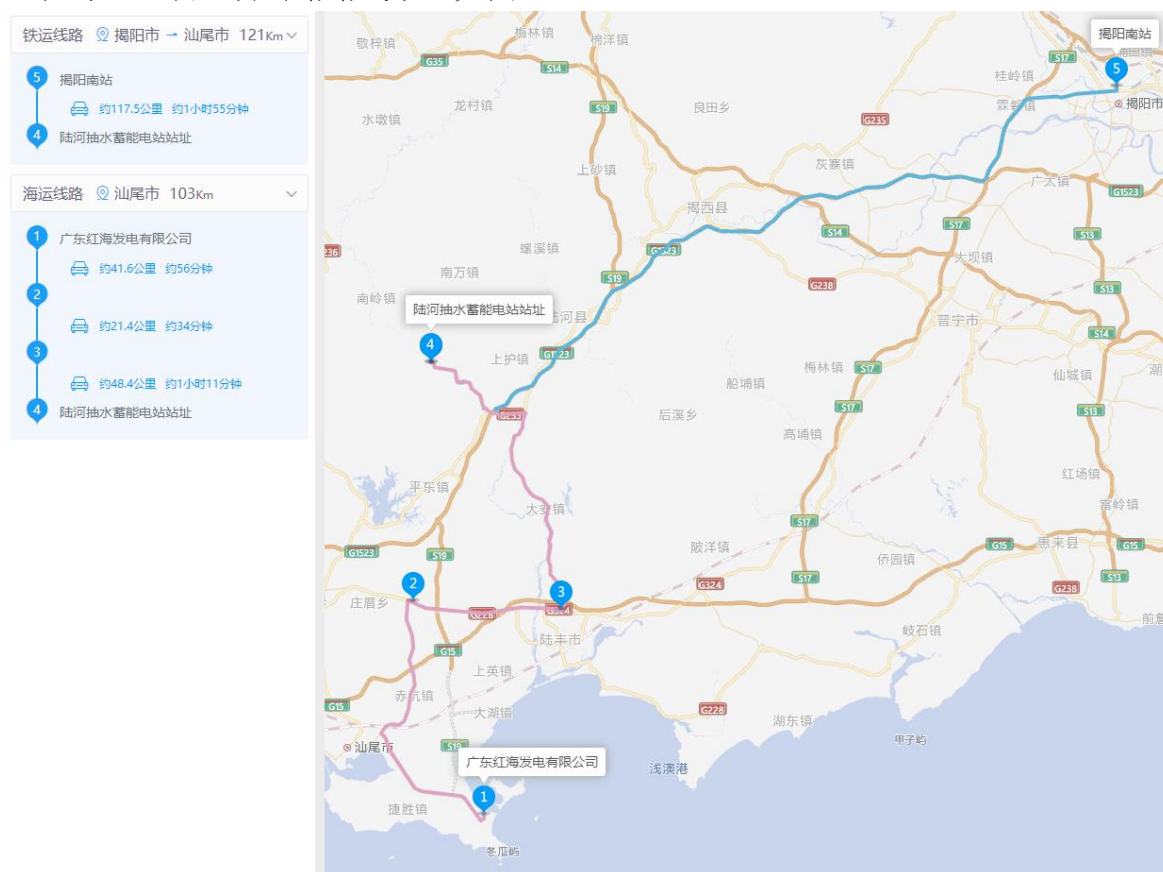 铁运线路 揭阳市 → 汕尾市 121Km
5 揭阳南站
约117.5公里 约1小时55分钟
4 陆河抽水蓄能电站站址
海运线路 汕尾市 103Km
1 广东红海发电有限公司
约41.6公里 约56分钟
2
约21.4公里 约34分钟
3
约48.4公里 约1小时11分钟
4 陆河抽水蓄能电站站址
敬梓镇
梅林镇
棉洋镇
揭阳南站
G35
S14
S17
5
桂岭镇
龙村镇
S19
良田乡
霖磐镇
揭阳市
水墩镇
G235
上砂镇
灰寨镇
广太镇
G1523
揭西县
S14
S17
S13
螺溪镇
大坝镇
南万镇
S19
G238
S13
南岭镇
陆河抽水蓄能电站站址
普宁市
4
S14
上护镇
梅林镇
S17
仙城镇
潮
船埔镇
后溪乡
S17
S13
高埔镇
平东镇
红场镇
大安镇
雷岭镇
S17
G1523
S19
陂洋镇
G15
惠来县
G15
侨园镇
2
3
G324
S17
S13
G238
庄厝乡
G228
G324
前詹
陆丰市
岐石镇
G15
上英镇
赤坑镇
G15
大湖镇
G228
湖东镇
甲子屿
汕尾市
S19
广东红海发电有限公司
浅澳港
1
捷胜镇
冬瓜屿